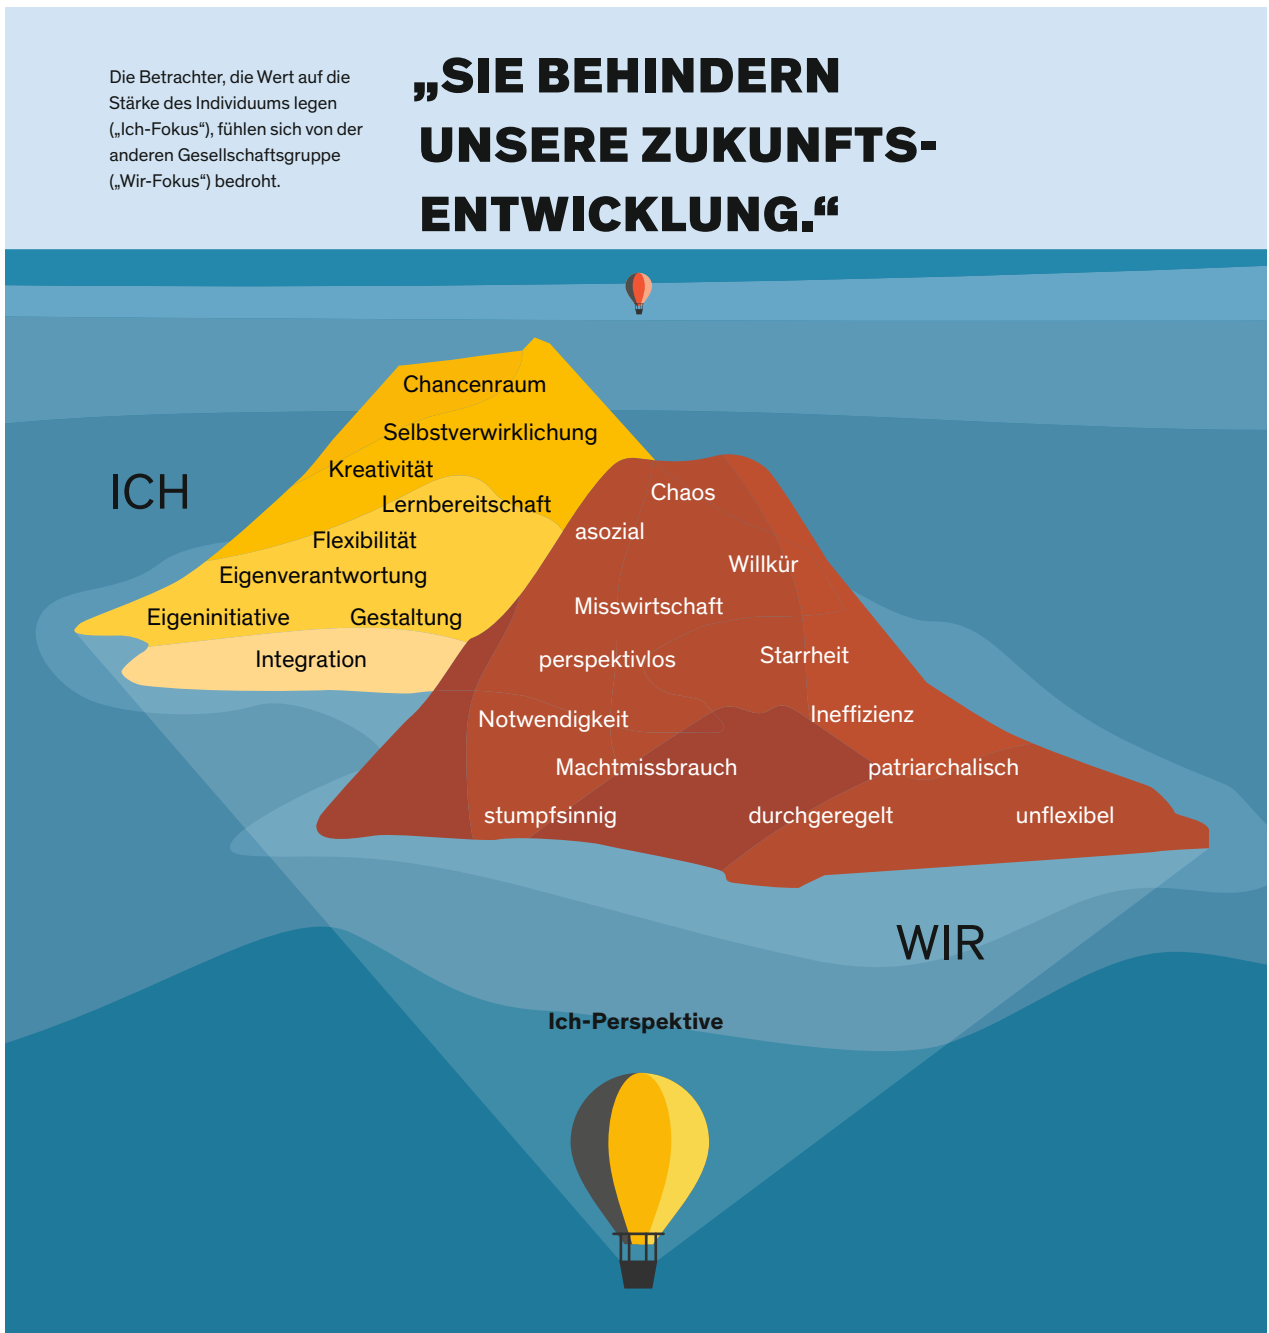 Die Betrachter, die Wert auf die
Stärke des Individuums legen
(„Ich-Fokus“), fühlen sich von der
anderen Gesellschaftsgruppe
(„Wir-Fokus“) bedroht.
„SIE BEHINDERN
UNSERE ZUKUNFTS-
ENTWICKLUNG.“
Chancenraum
Selbstverwirklichung
Kreativität
ICH
Lernbereitschaft
Flexibilität
Eigenverantwortung
Eigeninitiative Gestaltung
Integration
Chaos
asozial
Willkür
Misswirtschaft
perspektivlos Starrheit
Notwendigkeit Ineffizienz
Machtmissbrauch patriarchalisch
stumpfsinnig durchgeregelt unflexibel
WIR
Ich-Perspektive